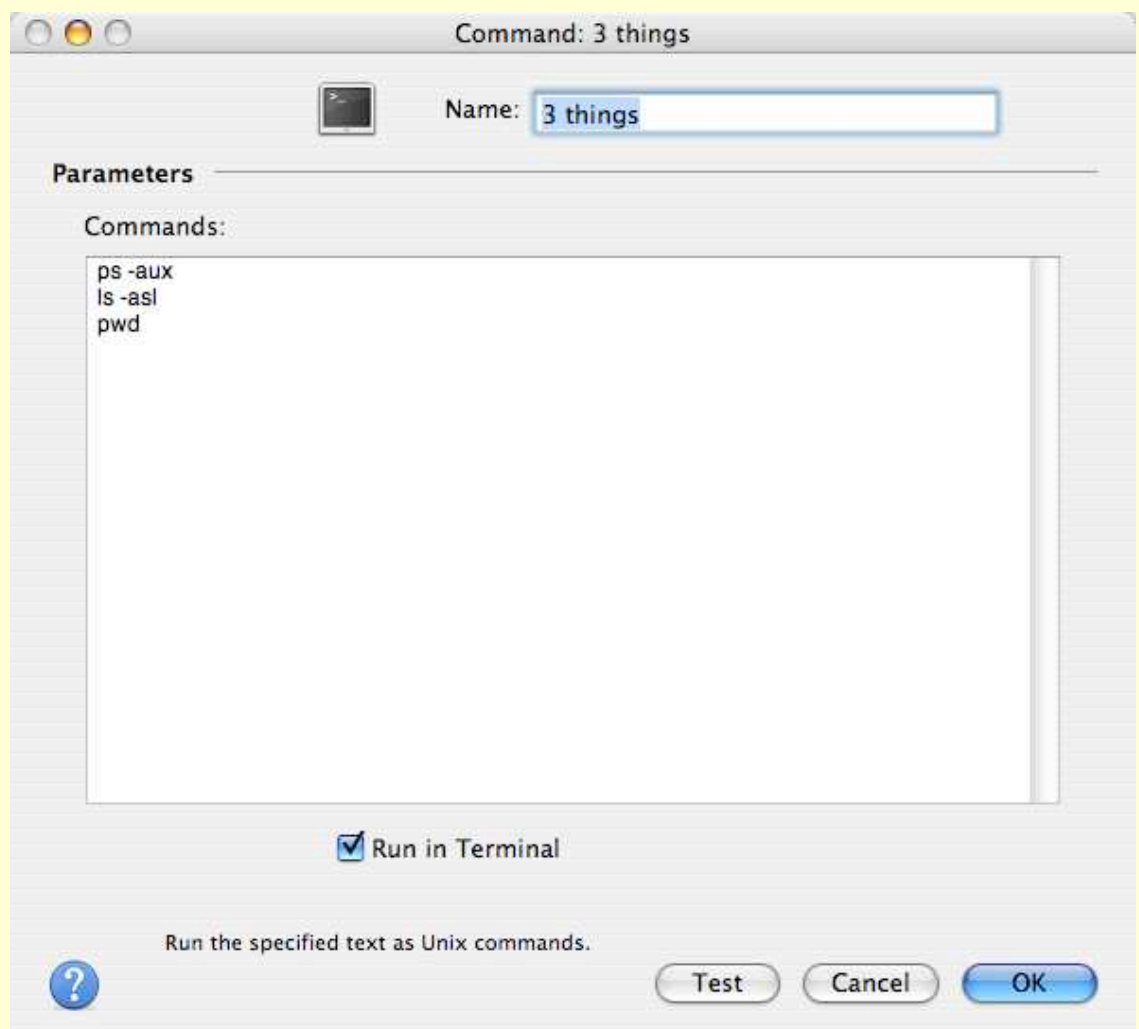 Command: 3 things
>_
Name: 3 things
Parameters
Commands:
ps -aux
ls -asl
pwd
Run in Terminal
Run the specified text as Unix commands.
?
Test Cancel OK